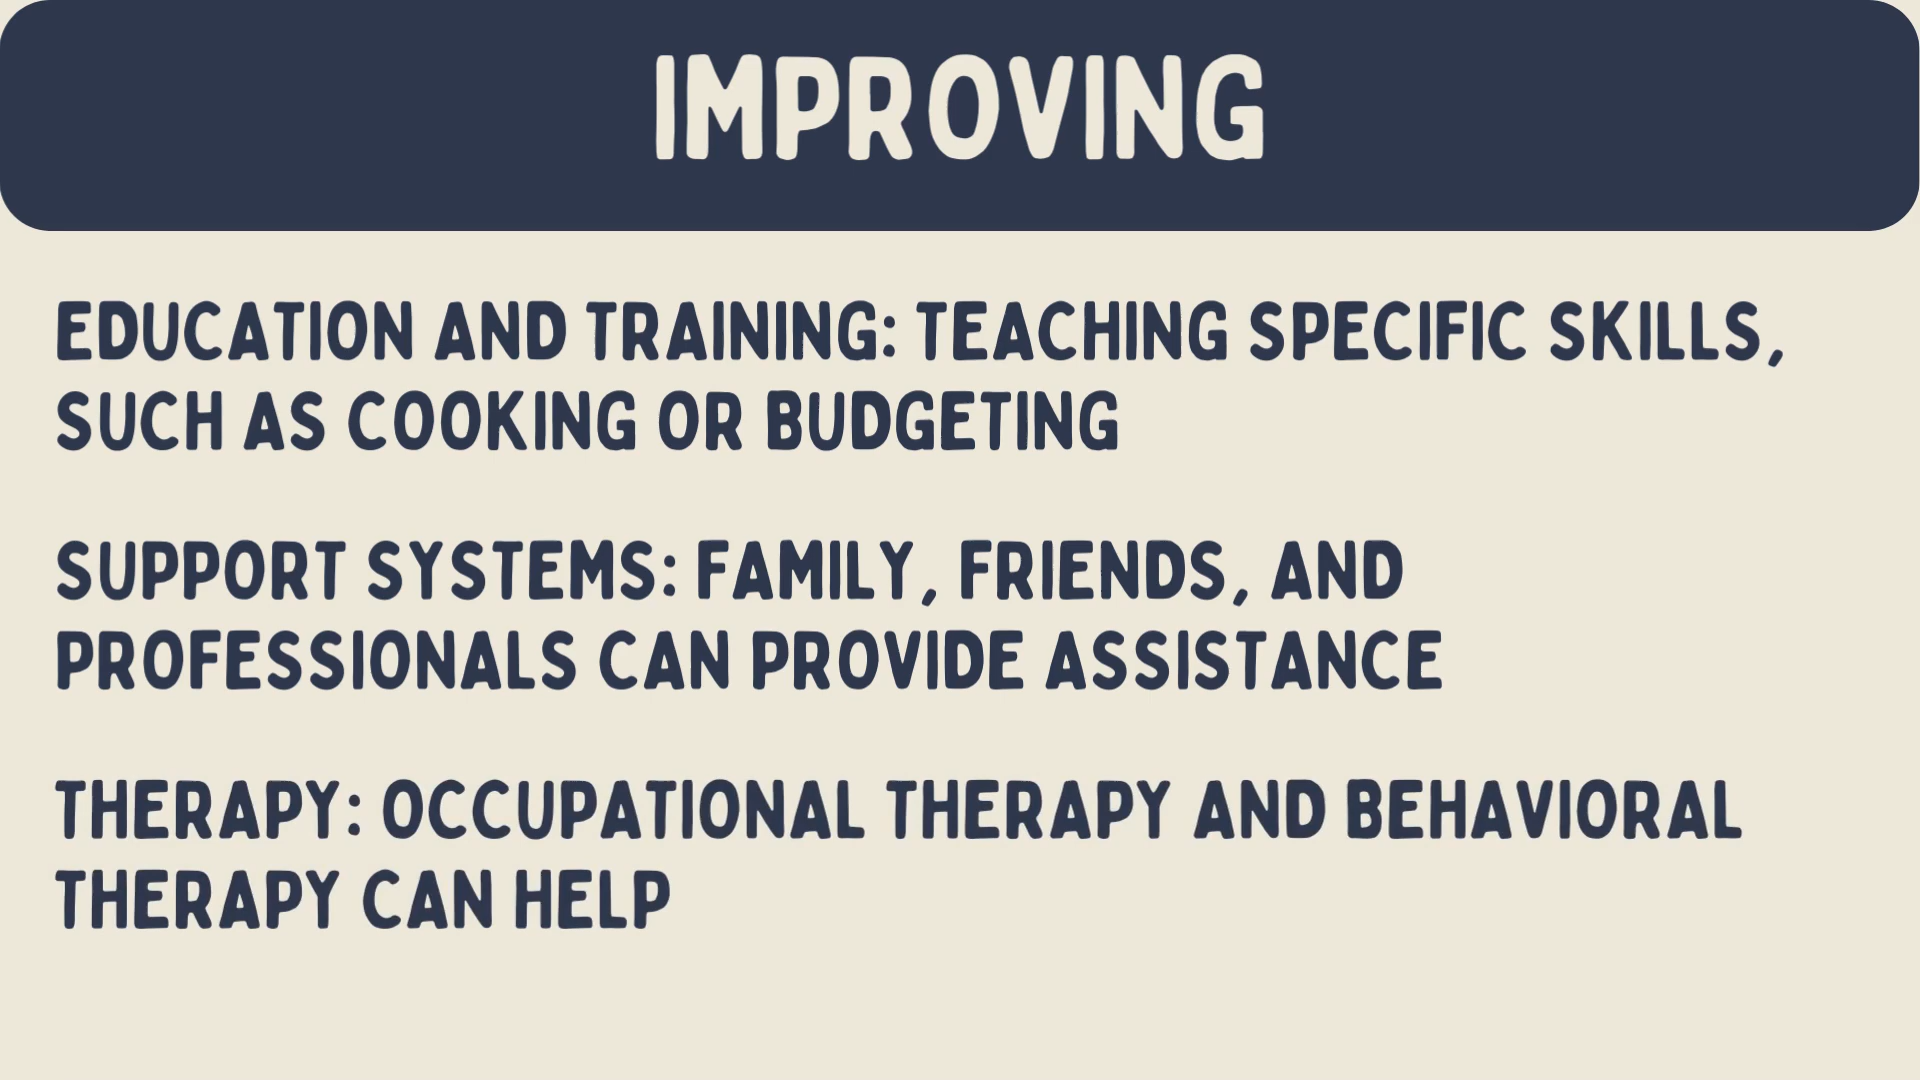 IMPROVING
EDUCATION AND TRAINING: TEACHING SPECIFIC SKILLS,
SUCH AS COOKING OR BUDGETING
SUPPORT SYSTEMS: FAMILY, FRIENDS, AND
PROFESSIONALS CAN PROVIDE ASSISTANCE
THERAPY: OCCUPATIONAL THERAPY AND BEHAVIORAL
THERAPY CAN HELP